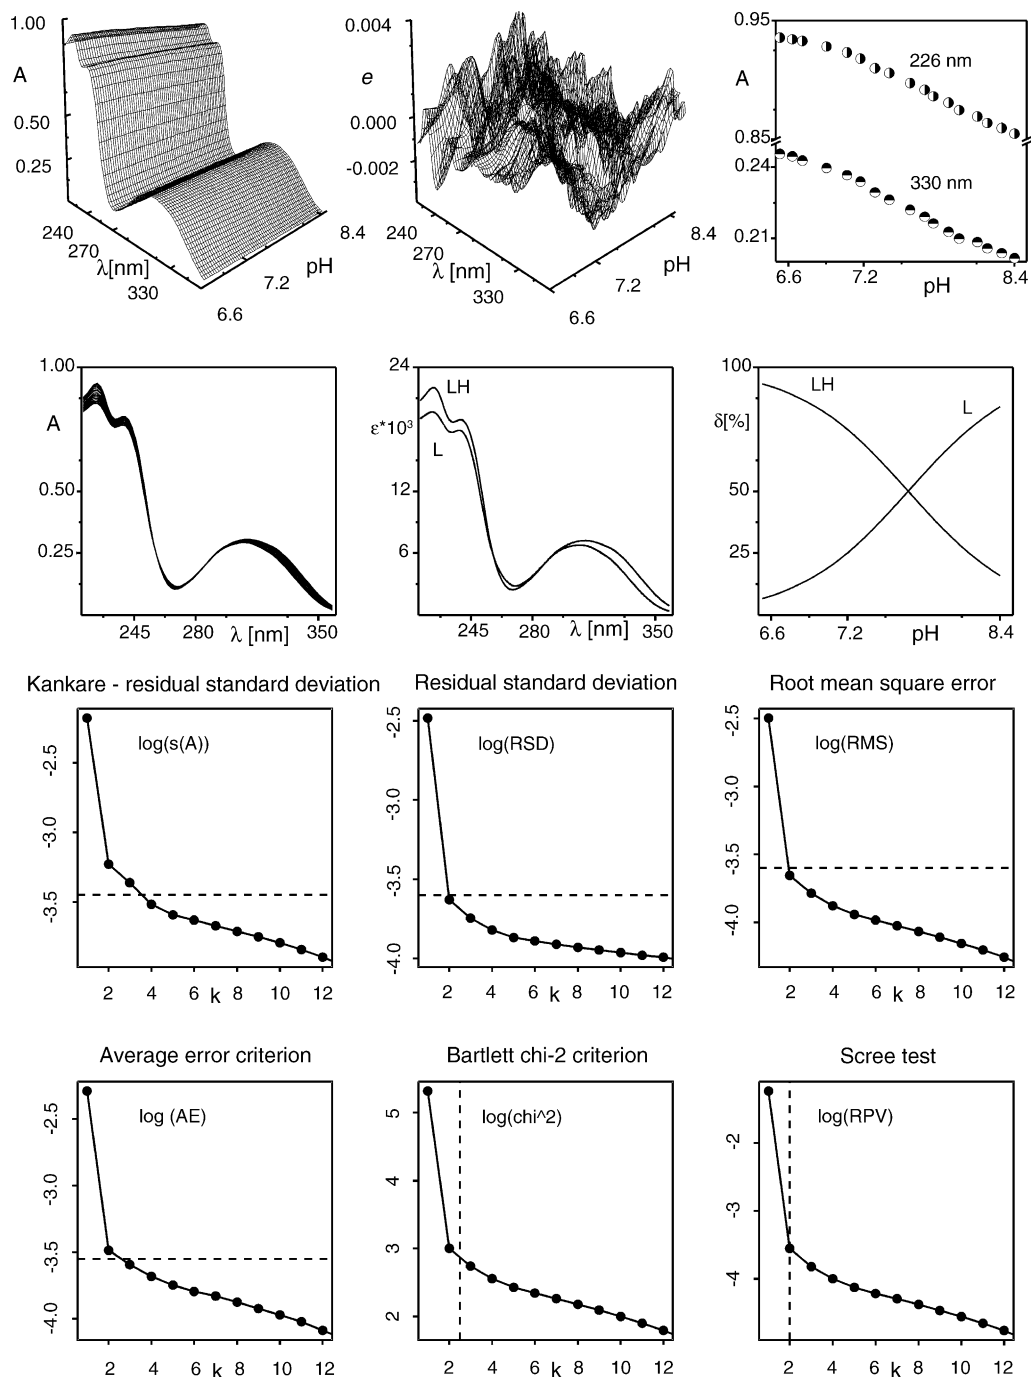 1.00
A
0.50
0.25
240
270
λ[nm]
330
6.6
7.2
pH
8.4
0.004
e
0.000
-0.002
240
270
λ [nm]
330
6.6
7.2
pH
8.4
0.95
A
226 nm
0.85
0.24
330 nm
0.21
6.6
7.2
8.4
pH
1.00
A
0.50
0.25
245
280
λ [nm]
350
24
LH
ε*10³
L
12
6
245
280
λ [nm]
350
100
LH
L
δ[%]
50
25
6.6
7.2
pH
8.4
Kankare - residual standard deviation
log(s(A))
-2.5
-3.0
-3.5
2 4 k 6 8 10 12
Residual standard deviation
log(RSD)
-2.5
-3.0
-3.5
-4.0
2 4 6 k 8 10 12
Root mean square error
log(RMS)
-2.5
-3.0
-3.5
-4.0
2 4 6 k 8 10 12
Average error criterion
log (AE)
-2.5
-3.0
-3.5
-4.0
2 4 6 k 8 10 12
Bartlett chi-2 criterion
log(chi^2)
5
4
3
2
2 4 6 k 8 10 12
Scree test
log(RPV)
-2
-3
-4
2 4 6 k 8 10 12